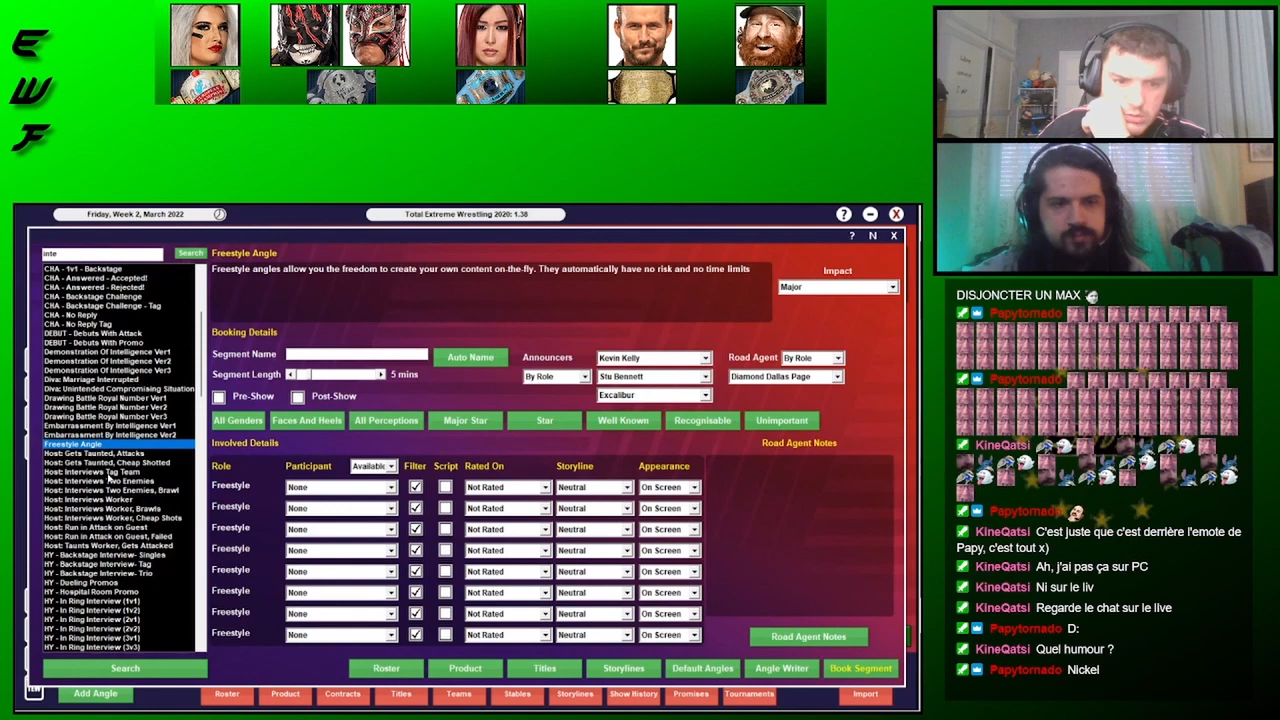 E
W
F
Friday, Week 2, March 2022
Total Extreme Wrestling 2020: 1.38
? N X
inte
Search
CHA - 1v1 - Backstage
CHA - Answered - Accepted!
CHA - Answered - Rejected!
CHA - Backstage Challenge
CHA - Backstage Challenge - Tag
CHA - No Reply
CHA - No Reply Tag
DEBUT - Debuts With Attack
DEBUT - Debuts With Promo
Demonstration Of Intelligence Ver1
Demonstration Of Intelligence Ver2
Demonstration Of Intelligence Ver3
Diva: Marriage Interrupted
Diva: Unintended Compromising Situation
Drawing Battle Royal Number Ver1
Drawing Battle Royal Number Ver2
Drawing Battle Royal Number Ver3
Embarrassment By Intelligence Ver1
Embarrassment By Intelligence Ver2
Freestyle Angle
Host: Gets Taunted, Attacks
Host: Gets Taunted, Cheap Shotted
Host: Interviews Tag Team
Host: Interviews Two Enemies
Host: Interviews Two Enemies, Brawl
Host: Interviews Worker
Host: Interviews Worker, Brawls
Host: Interviews Worker, Cheap Shots
Host: Run in Attack on Guest
Host: Run in Attack on Guest, Failed
Host: Taunts Worker, Gets Attacked
HY - Backstage Interview- Singles
HY - Backstage Interview- Tag
HY - Backstage Interview- Trio
HY - Dueling Promos
HY - Hospital Room Promo
HY - In Ring Interview (1v1)
HY - In Ring Interview (1v2)
HY - In Ring Interview (2v1)
HY - In Ring Interview (2v2)
HY - In Ring Interview (3v1)
HY - In Ring Interview (3v3)
Search
Freestyle Angle
Freestyle angles allow you the freedom to create your own content on-the-fly. They automatically have no risk and no time limits
Impact
Major
Booking Details
Segment Name
Auto Name
Segment Length
5 mins
Pre-Show
Post-Show
Announcers
By Role
Kevin Kelly
Stu Bennett
Excalibur
Road Agent
By Role
Diamond Dallas Page
All Genders
Faces And Heels
All Perceptions
Major Star
Star
Well Known
Recognisable
Unimportant
Involved Details
Road Agent Notes
Role Participant Available Filter Script Rated On Storyline Appearance
Freestyle None Not Rated Neutral On Screen
Freestyle None Not Rated Neutral On Screen
Freestyle None Not Rated Neutral On Screen
Freestyle None Not Rated Neutral On Screen
Freestyle None Not Rated Neutral On Screen
Freestyle None Not Rated Neutral On Screen
Freestyle None Not Rated Neutral On Screen
Freestyle None Not Rated Neutral On Screen
Road Agent Notes
Roster
Product
Titles
Storylines
Default Angles
Angle Writer
Book Segment
TEW
Add Angle
Roster
Product
Contracts
Titles
Teams
Stables
Storylines
Show History
Promises
Tournaments
Import
DISJONCTER UN MAX
Papytornado
Papytornado
KineQatsi
Papytornado
KineQatsi C'est juste que c'est derrière l'emote de
Papy, c'est tout x)
KineQatsi Ah, j'ai pas ça sur PC
KineQatsi Ni sur le liv
KineQatsi Regarde le chat sur le live
Papytornado D:
KineQatsi Quel humour ?
Papytornado Nickel